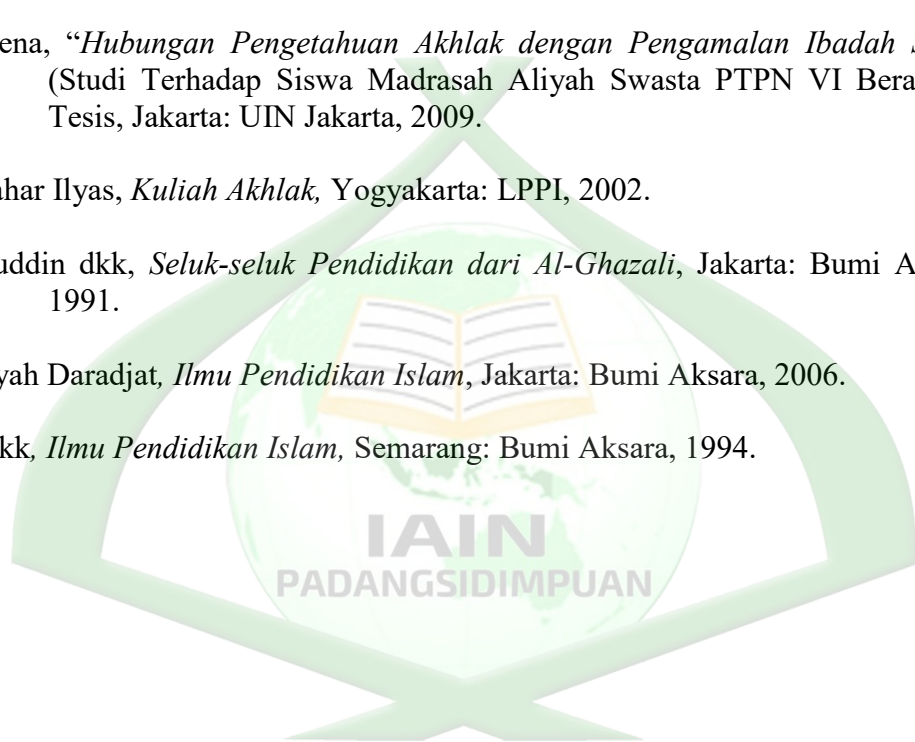 ena, “Hubungan Pengetahuan Akhlak dengan Pengamalan Ibadah
(Studi Terhadap Siswa Madrasah Aliyah Swasta PTPN VI Bera
Tesis, Jakarta: UIN Jakarta, 2009.
ahar Ilyas, Kuliah Akhlak, Yogyakarta: LPPI, 2002.
uddin dkk, Seluk-seluk Pendidikan dari Al-Ghazali, Jakarta: Bumi A
1991.
yah Daradjat, Ilmu Pendidikan Islam, Jakarta: Bumi Aksara, 2006.
kk, Ilmu Pendidikan Islam, Semarang: Bumi Aksara, 1994.
IAIN
PADANGSIDIMPUAN